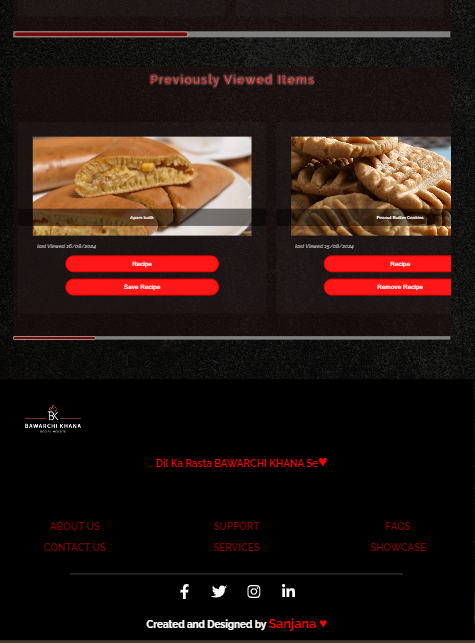 Previously Viewed Items
Apam balik
Peanut Butter Cookies
last Viewed 16/08/2024
last Viewed 15/08/2024
Recipe
Recipe
Save Recipe
Remove Recipe
BK
BAWARCHI KHANA
Dil Ka Rasta BAWARCHI KHANA Se♥
ABOUT US
SUPPORT
FAQS
CONTACT US
SERVICES
SHOWCASE
Created and Designed by Sanjana ♥